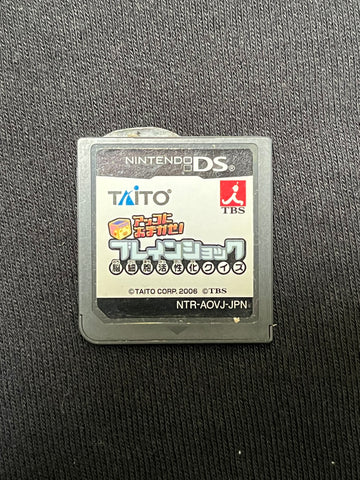 NINTENDO DS
TAITO
TBS
アッコにおまかせ!
ブレインショック
脳細胞活性化クイズ
©TAITO CORP. 2006 ©TBS
NTR-AOVJ-JPN